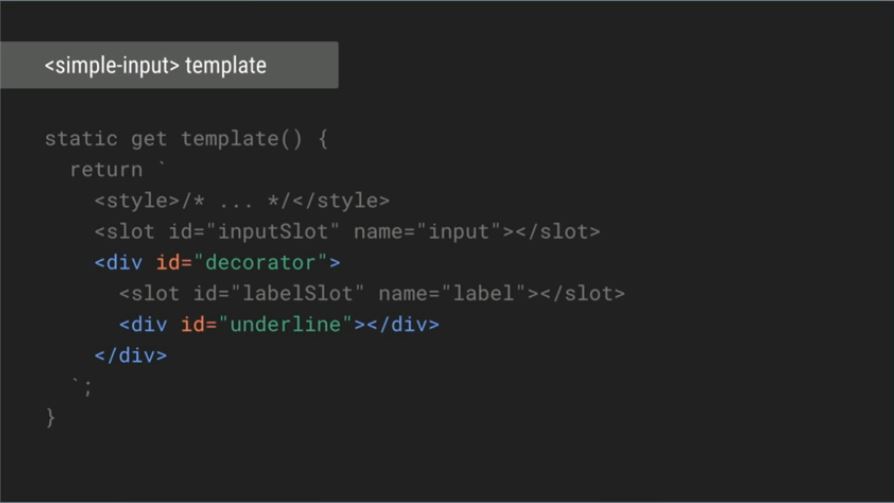 <simple-input> template
static get template() {
return `
<style>/* ... */</style>
<slot id="inputSlot" name="input"></slot>
<div id="decorator">
<slot id="labelSlot" name="label"></slot>
<div id="underline"></div>
</div>
`;
}